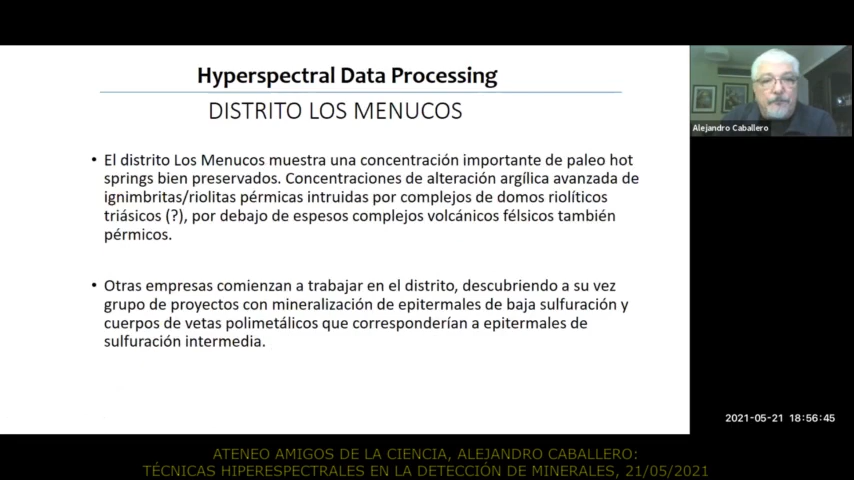 Hyperspectral Data Processing
DISTRITO LOS MENUCOS
• El distrito Los Menucos muestra una concentración importante de paleo hot
springs bien preservados. Concentraciones de alteración argílica avanzada de
ignimbritas/riolitas pérmicas intruidas por complejos de domos riolíticos
triásicos (?), por debajo de espesos complejos volcánicos félsicos también
pérmicos.
• Otras empresas comienzan a trabajar en el distrito, descubriendo a su vez
grupo de proyectos con mineralización de epitermales de baja sulfuración y
cuerpos de vetas polimetálicos que corresponderían a epitermales de
sulfuración intermedia.
Alejandro Caballero
2021-05-21 18:56:45
ATENEO AMIGOS DE LA CIENCIA, ALEJANDRO CABALLERO:
TÉCNICAS HIPERESPECTRALES EN LA DETECCIÓN DE MINERALES, 21/05/2021